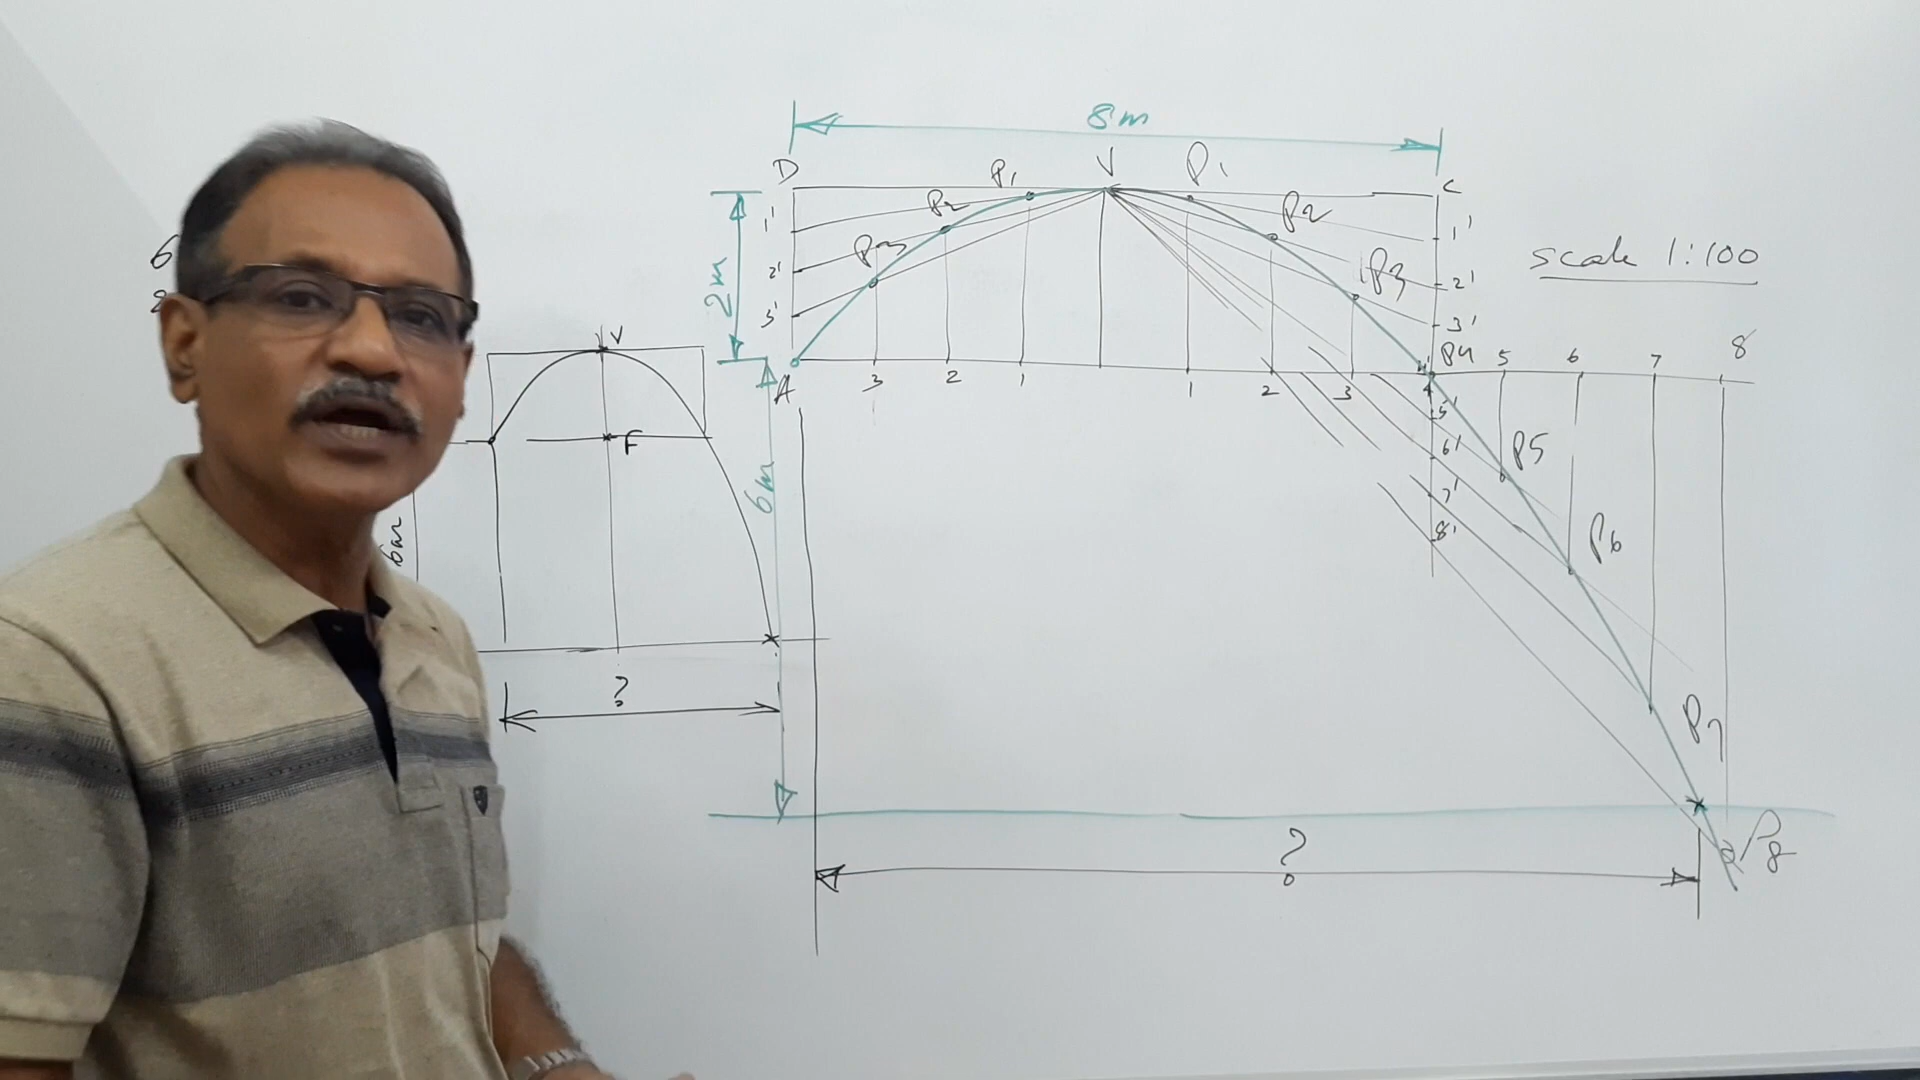 8m
D
P1
V
P1
C
1'
P2
P2
1'
scale 1:100
6
2m
2'
P3
P3
2'
3'
3'
V
A
3
2
1
1
2
3
4
P4
5
6
7
8
F
6m
6m
5'
6'
7'
8'
P5
P6
?
P7
?
P8